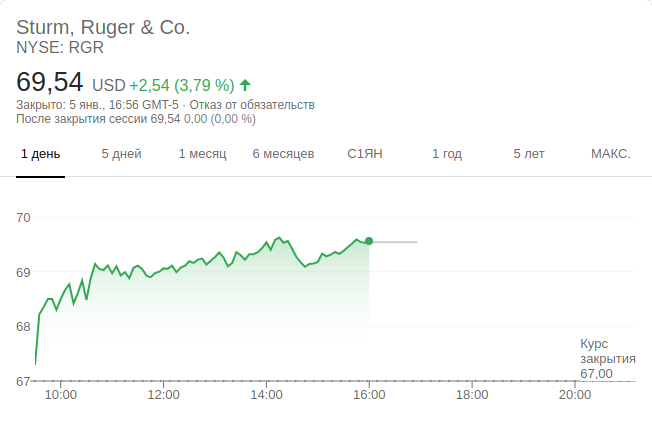 Sturm, Ruger & Co.
NYSE: RGR
69,54 USD +2,54 (3,79 %)
Закрыто: 5 янв., 16:56 GMT-5 · Отказ от обязательств
После закрытия сессии 69,54 0,00 (0,00 %)
1 день 5 дней 1 месяц 6 месяцев С1ЯН 1 год 5 лет МАКС.
70
69
68
Курс
закрытия
67,00
67
10:00 12:00 14:00 16:00 18:00 20:00